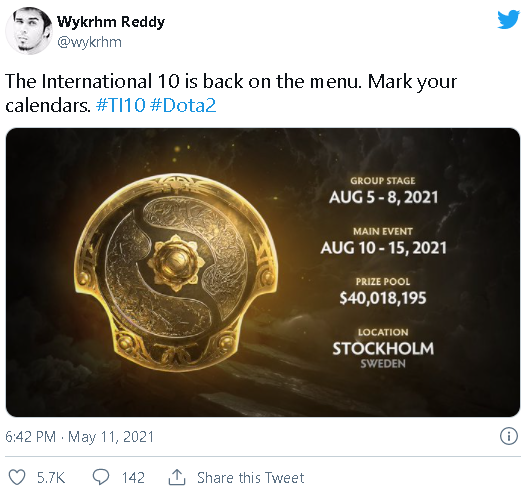 Wykrhm Reddy
@wykrhm
The International 10 is back on the menu. Mark your
calendars. #TI10 #Dota2
GROUP STAGE
AUG 5 - 8, 2021
MAIN EVENT
AUG 10 - 15, 2021
PRIZE POOL
$40,018,195
LOCATION
STOCKHOLM
SWEDEN
6:42 PM · May 11, 2021
5.7K 142 Share this Tweet